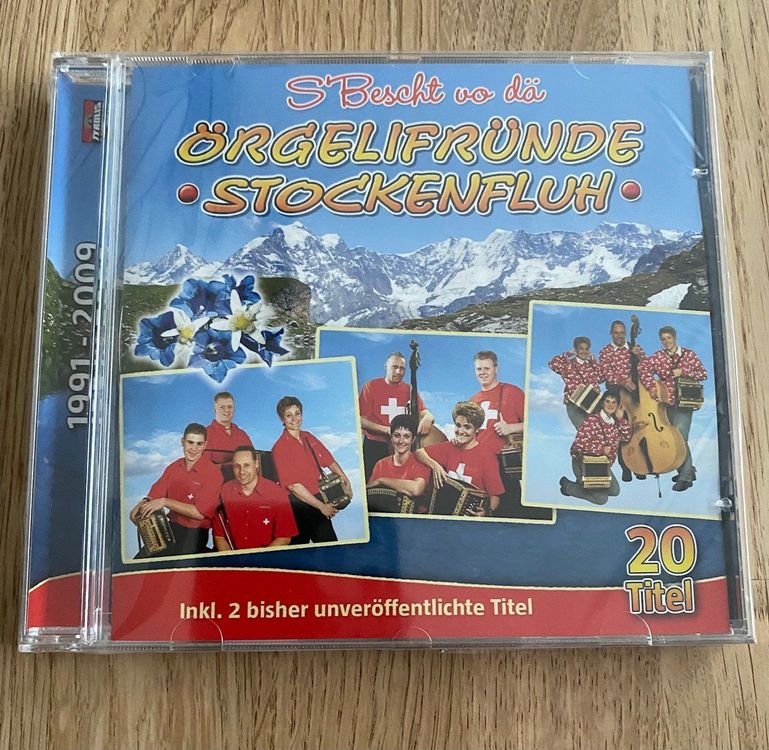 S'Bescht vo dä
ÖRGELIFRÜNDE
STOCKENFLUH
1991 - 2009
20
Titel
Inkl. 2 bisher unveröffentlichte Titel